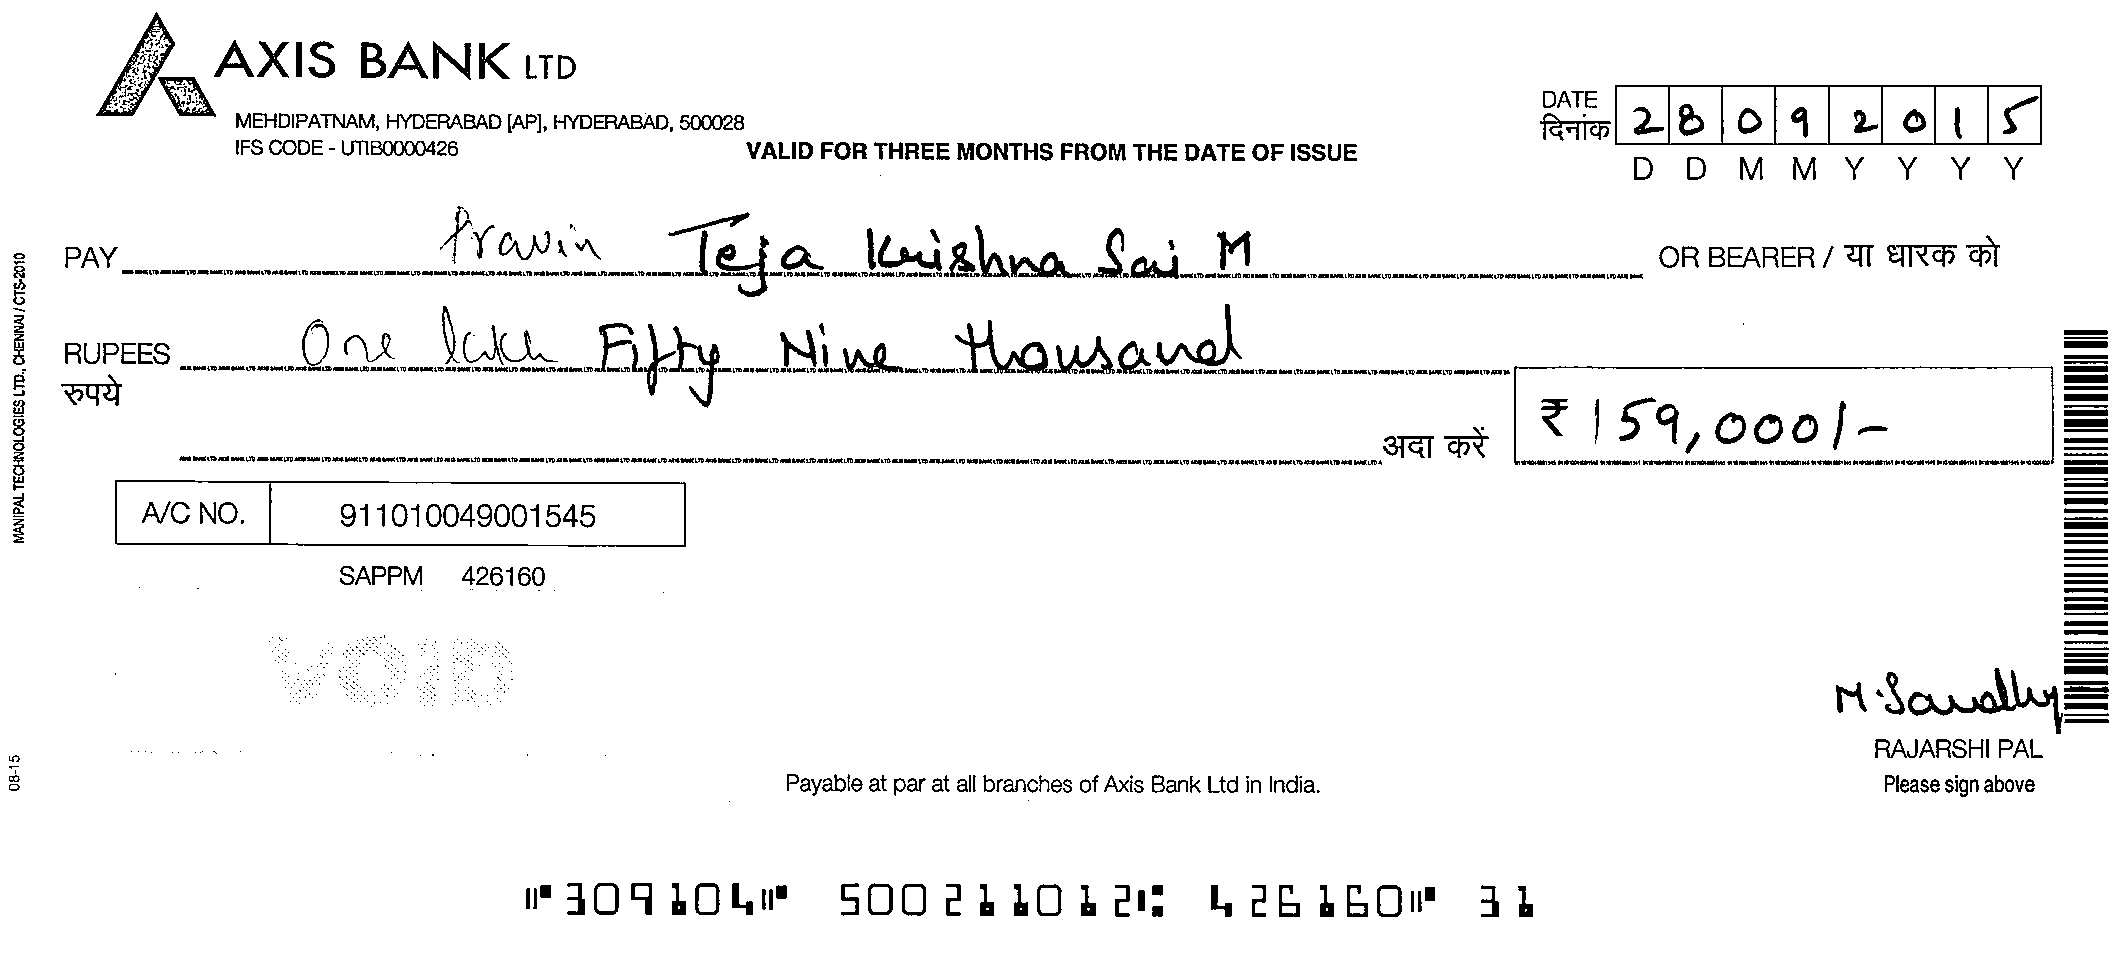 AXIS BANK LTD
MEHDIPATNAM, HYDERABAD [AP], HYDERABAD, 500028
IFS CODE - UTIB0000426
VALID FOR THREE MONTHS FROM THE DATE OF ISSUE
DATE
दिनांक 2 8 0 9 2 0 1 5
D D M M Y Y Y Y
PAY Pravin Teja Krishna Sai M OR BEARER / या धारक को
RUPEES One lakh Fifty Nine thousand
रुपये
अदा करें ₹ 159,000/-
A/C NO. 911010049001545
SAPPM 426160
VOID
M. Sandhy
RAJARSHI PAL
Please sign above
Payable at par at all branches of Axis Bank Ltd in India.
⑈309104⑈ 500211012⑆ 426160⑈ 31
MANIPAL TECHNOLOGIES LTD., CHENNAI / CTS-2010
08-15